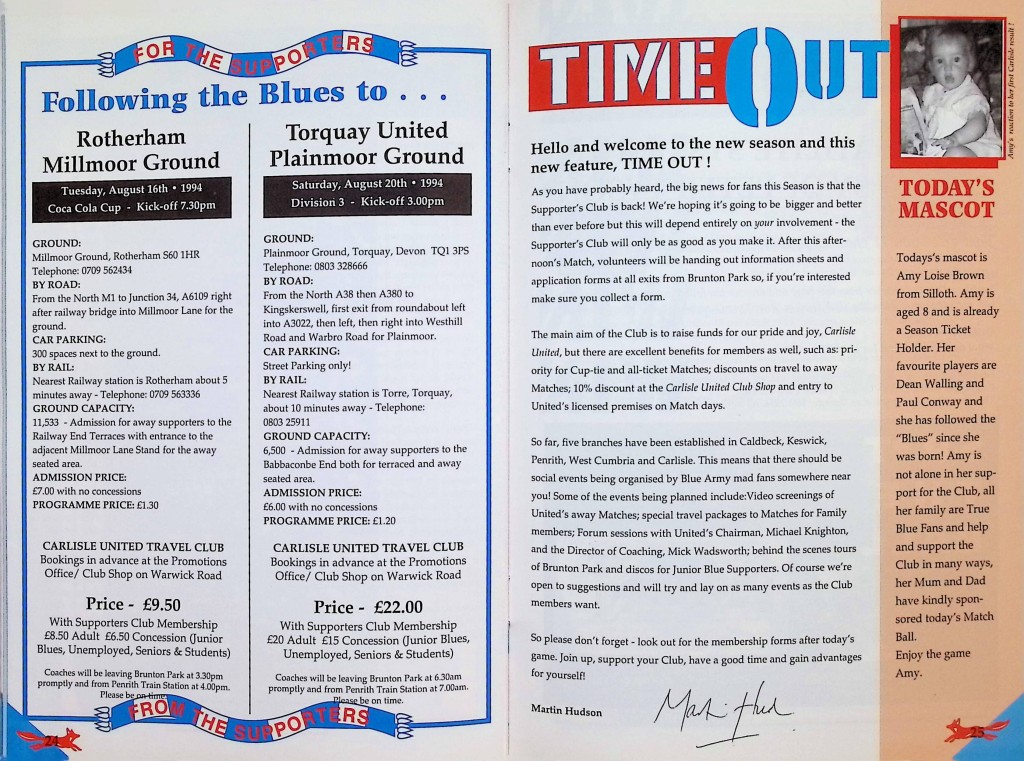 FOR THE SUPPORTERS
Following the Blues to . . .
Rotherham
Millmoor Ground
Tuesday, August 16th • 1994
Coca Cola Cup - Kick-off 7.30pm
GROUND:
Millmoor Ground, Rotherham S60 1HR
Telephone: 0709 562434
BY ROAD:
From the North M1 to Junction 34, A6109 right
after railway bridge into Millmoor Lane for the
ground.
CAR PARKING:
300 spaces next to the ground.
BY RAIL:
Nearest Railway station is Rotherham about 5
minutes away - Telephone: 0709 563336
GROUND CAPACITY:
11,533 - Admission for away supporters to the
Railway End Terraces with entrance to the
adjacent Millmoor Lane Stand for the away
seated area.
ADMISSION PRICE:
£7.00 with no concessions
PROGRAMME PRICE: £1.30
CARLISLE UNITED TRAVEL CLUB
Bookings in advance at the Promotions
Office/ Club Shop on Warwick Road
Price - £9.50
With Supporters Club Membership
£8.50 Adult £6.50 Concession (Junior
Blues, Unemployed, Seniors & Students)
Coaches will be leaving Brunton Park at 3.30pm
promptly and from Penrith Train Station at 4.00pm.
Please be on time.
Torquay United
Plainmoor Ground
Saturday, August 20th • 1994
Division 3 - Kick-off 3.00pm
GROUND:
Plainmoor Ground, Torquay, Devon TQ1 3PS
Telephone: 0803 328666
BY ROAD:
From the North A38 then A380 to
Kingskerswell, first exit from roundabout left
into A3022, then left, then right into Westhill
Road and Warbro Road for Plainmoor.
CAR PARKING:
Street Parking only!
BY RAIL:
Nearest Railway station is Torre, Torquay,
about 10 minutes away - Telephone:
0803 25911
GROUND CAPACITY:
6,500 - Admission for away supporters to the
Babbaconbe End both for terraced and away
seated area.
ADMISSION PRICE:
£6.00 with no concessions
PROGRAMME PRICE: £1.20
CARLISLE UNITED TRAVEL CLUB
Bookings in advance at the Promotions
Office/ Club Shop on Warwick Road
Price - £22.00
With Supporters Club Membership
£20 Adult £15 Concession (Junior Blues,
Unemployed, Seniors & Students)
Coaches will be leaving Brunton Park at 6.30am
promptly and from Penrith Train Station at 7.00am.
Please be on time.
FROM THE SUPPORTERS
24
TIME OUT
Hello and welcome to the new season and this
new feature, TIME OUT !
As you have probably heard, the big news for fans this Season is that the
Supporter's Club is back! We're hoping it's going to be bigger and better
than ever before but this will depend entirely on your involvement - the
Supporter's Club will only be as good as you make it. After this after-
noon's Match, volunteers will be handing out information sheets and
application forms at all exits from Brunton Park so, if you're interested
make sure you collect a form.
The main aim of the Club is to raise funds for our pride and joy, Carlisle
United, but there are excellent benefits for members as well, such as: pri-
ority for Cup-tie and all-ticket Matches; discounts on travel to away
Matches; 10% discount at the Carlisle United Club Shop and entry to
United's licensed premises on Match days.
So far, five branches have been established in Caldbeck, Keswick,
Penrith, West Cumbria and Carlisle. This means that there should be
social events being organised by Blue Army mad fans somewhere near
you! Some of the events being planned include:Video screenings of
United's away Matches; special travel packages to Matches for Family
members; Forum sessions with United's Chairman, Michael Knighton,
and the Director of Coaching, Mick Wadsworth; behind the scenes tours
of Brunton Park and discos for Junior Blue Supporters. Of course we're
open to suggestions and will try and lay on as many events as the Club
members want.
So please don't forget - look out for the membership forms after today's
game. Join up, support your Club, have a good time and gain advantages
for yourself!
Martin Hudson
Amy's reaction to her first Carlisle result !
TODAY'S
MASCOT
Todays's mascot is
Amy Loise Brown
from Silloth. Amy is
aged 8 and is already
a Season Ticket
Holder. Her
favourite players are
Dean Walling and
Paul Conway and
she has followed the
"Blues" since she
was born! Amy is
not alone in her sup-
port for the Club, all
her family are True
Blue Fans and help
and support the
Club in many ways,
her Mum and Dad
have kindly spon-
sored today's Match
Ball.
Enjoy the game
Amy.
25